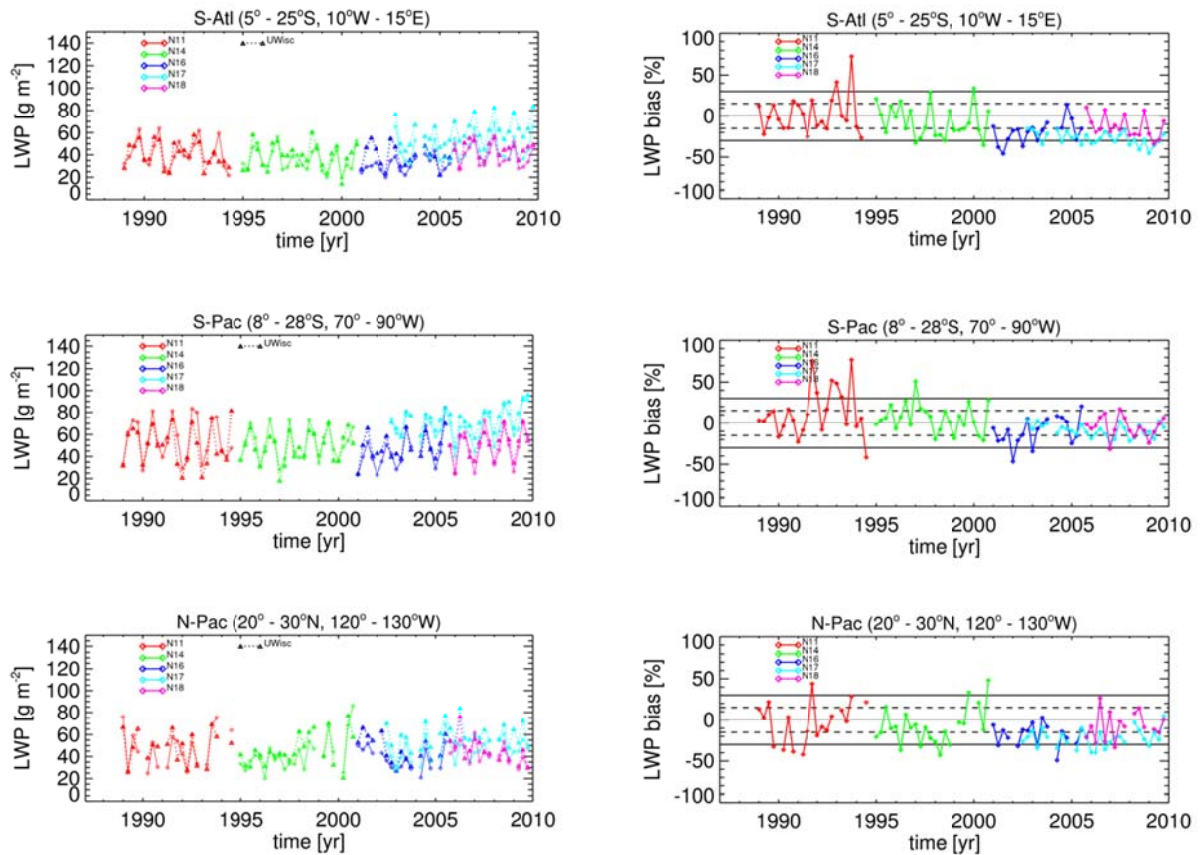 S-Atl (5° - 25°S, 10°W - 15°E)
LWP [g m⁻²]
140
120
100
80
60
40
20
0
N11
N14
N16
N17
N18
UWisc
1990 1995 2000 2005 2010
time [yr]
S-Atl (5° - 25°S, 10°W - 15°E)
LWP bias [%]
100
50
0
-50
-100
N11
N14
N16
N17
N18
1990 1995 2000 2005 2010
time [yr]
S-Pac (8° - 28°S, 70° - 90°W)
LWP [g m⁻²]
140
120
100
80
60
40
20
0
N11
N14
N16
N17
N18
UWisc
1990 1995 2000 2005 2010
time [yr]
S-Pac (8° - 28°S, 70° - 90°W)
LWP bias [%]
100
50
0
-50
-100
N11
N14
N16
N17
N18
1990 1995 2000 2005 2010
time [yr]
N-Pac (20° - 30°N, 120° - 130°W)
LWP [g m⁻²]
140
120
100
80
60
40
20
0
N11
N14
N16
N17
N18
UWisc
1990 1995 2000 2005 2010
time [yr]
N-Pac (20° - 30°N, 120° - 130°W)
LWP bias [%]
100
50
0
-50
-100
N11
N14
N16
N17
N18
1990 1995 2000 2005 2010
time [yr]